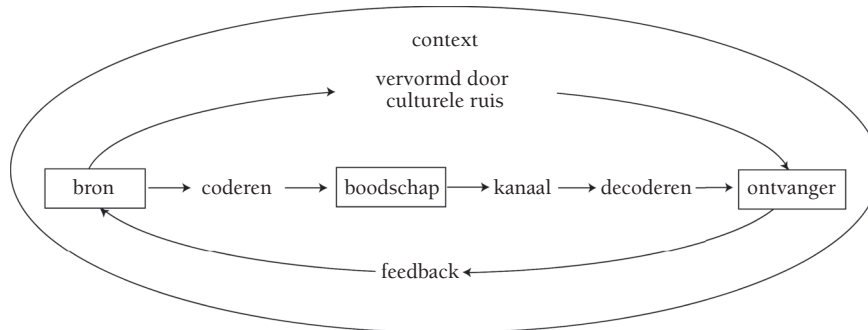 context
vervormd door
culturele ruis
bron
coderen
boodschap
kanaal
decoderen
ontvanger
feedback